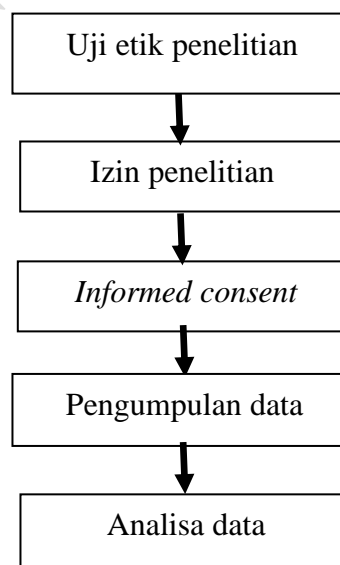 Uji etik penelitian
Izin penelitian
Informed consent
Pengumpulan data
Analisa data